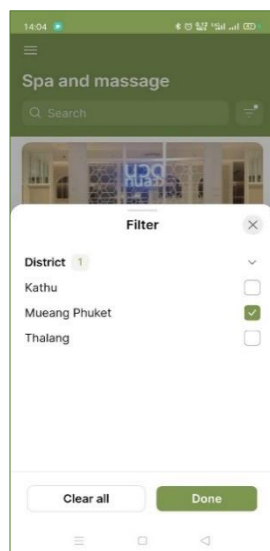 14:04
Spa and massage
Search
Filter
District 1
Kathu
Mueang Phuket
Thalang
Clear all
Done